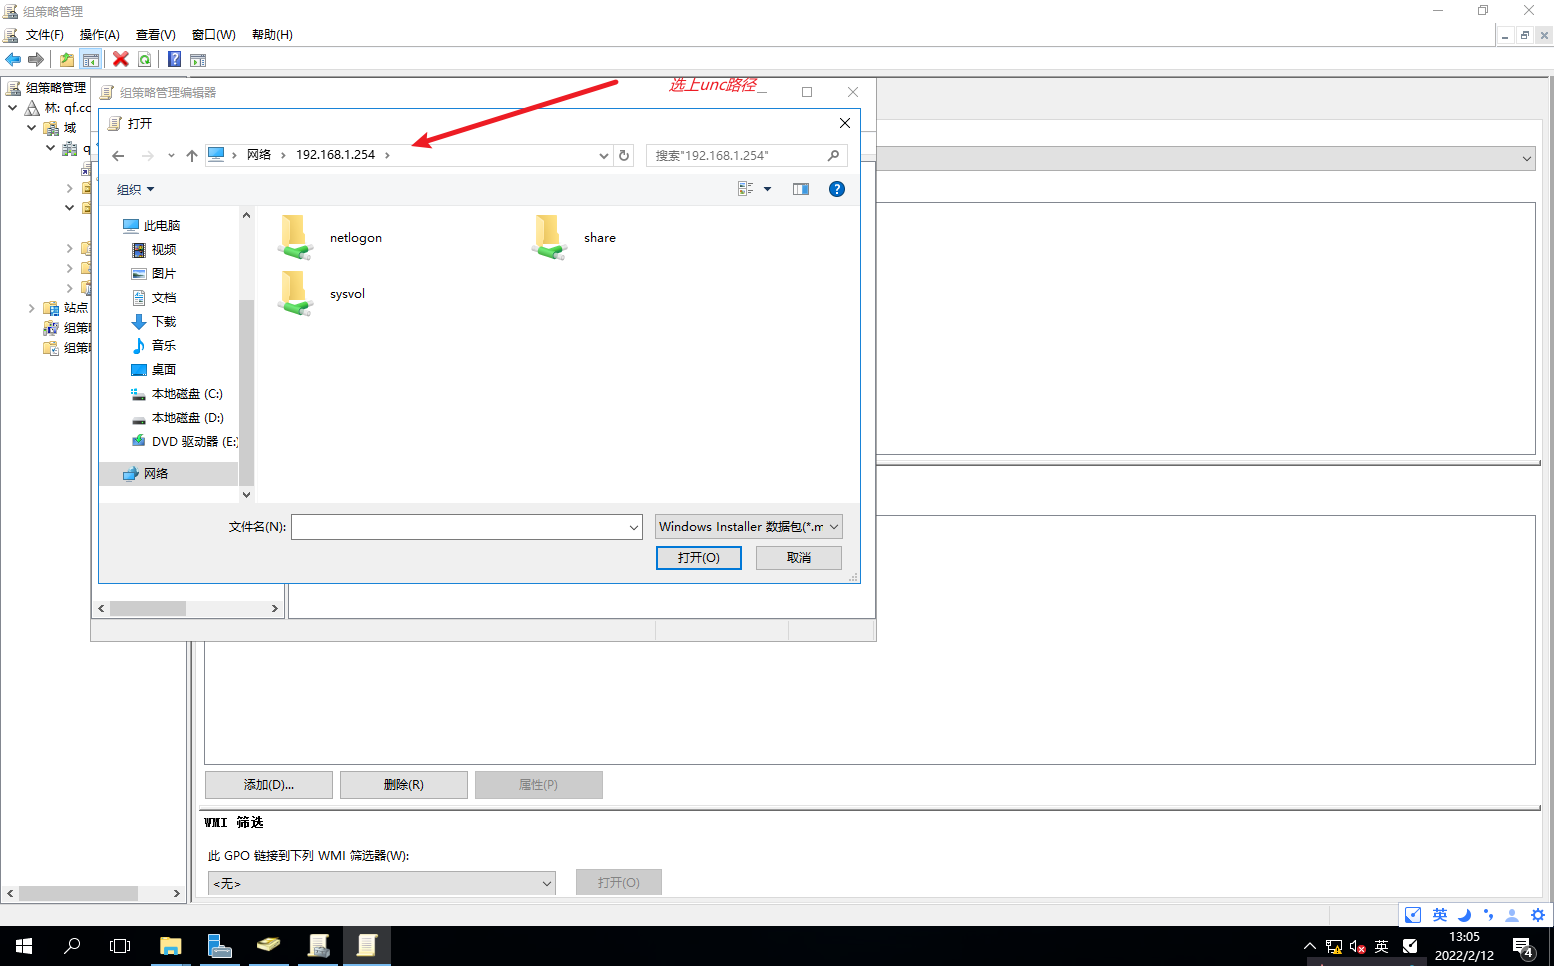 组策略管理
文件(F) 操作(A) 查看(V) 窗口(W) 帮助(H)
组策略管理
林: qf.co
域
q
站点
组策
组策
组策略管理编辑器
选上unc路径
打开
网络 192.168.1.254
搜索"192.168.1.254"
组织
此电脑
视频
图片
文档
下载
音乐
桌面
本地磁盘 (C:)
本地磁盘 (D:)
DVD 驱动器 (E:)
网络
netlogon
share
sysvol
文件名(N):
Windows Installer 数据包(*.m
打开(O)
取消
添加(D)...
删除(R)
属性(P)
WMI 筛选
此 GPO 链接到下列 WMI 筛选器(W):
<无>
打开(O)
英
英
13:05
2022/2/12
4